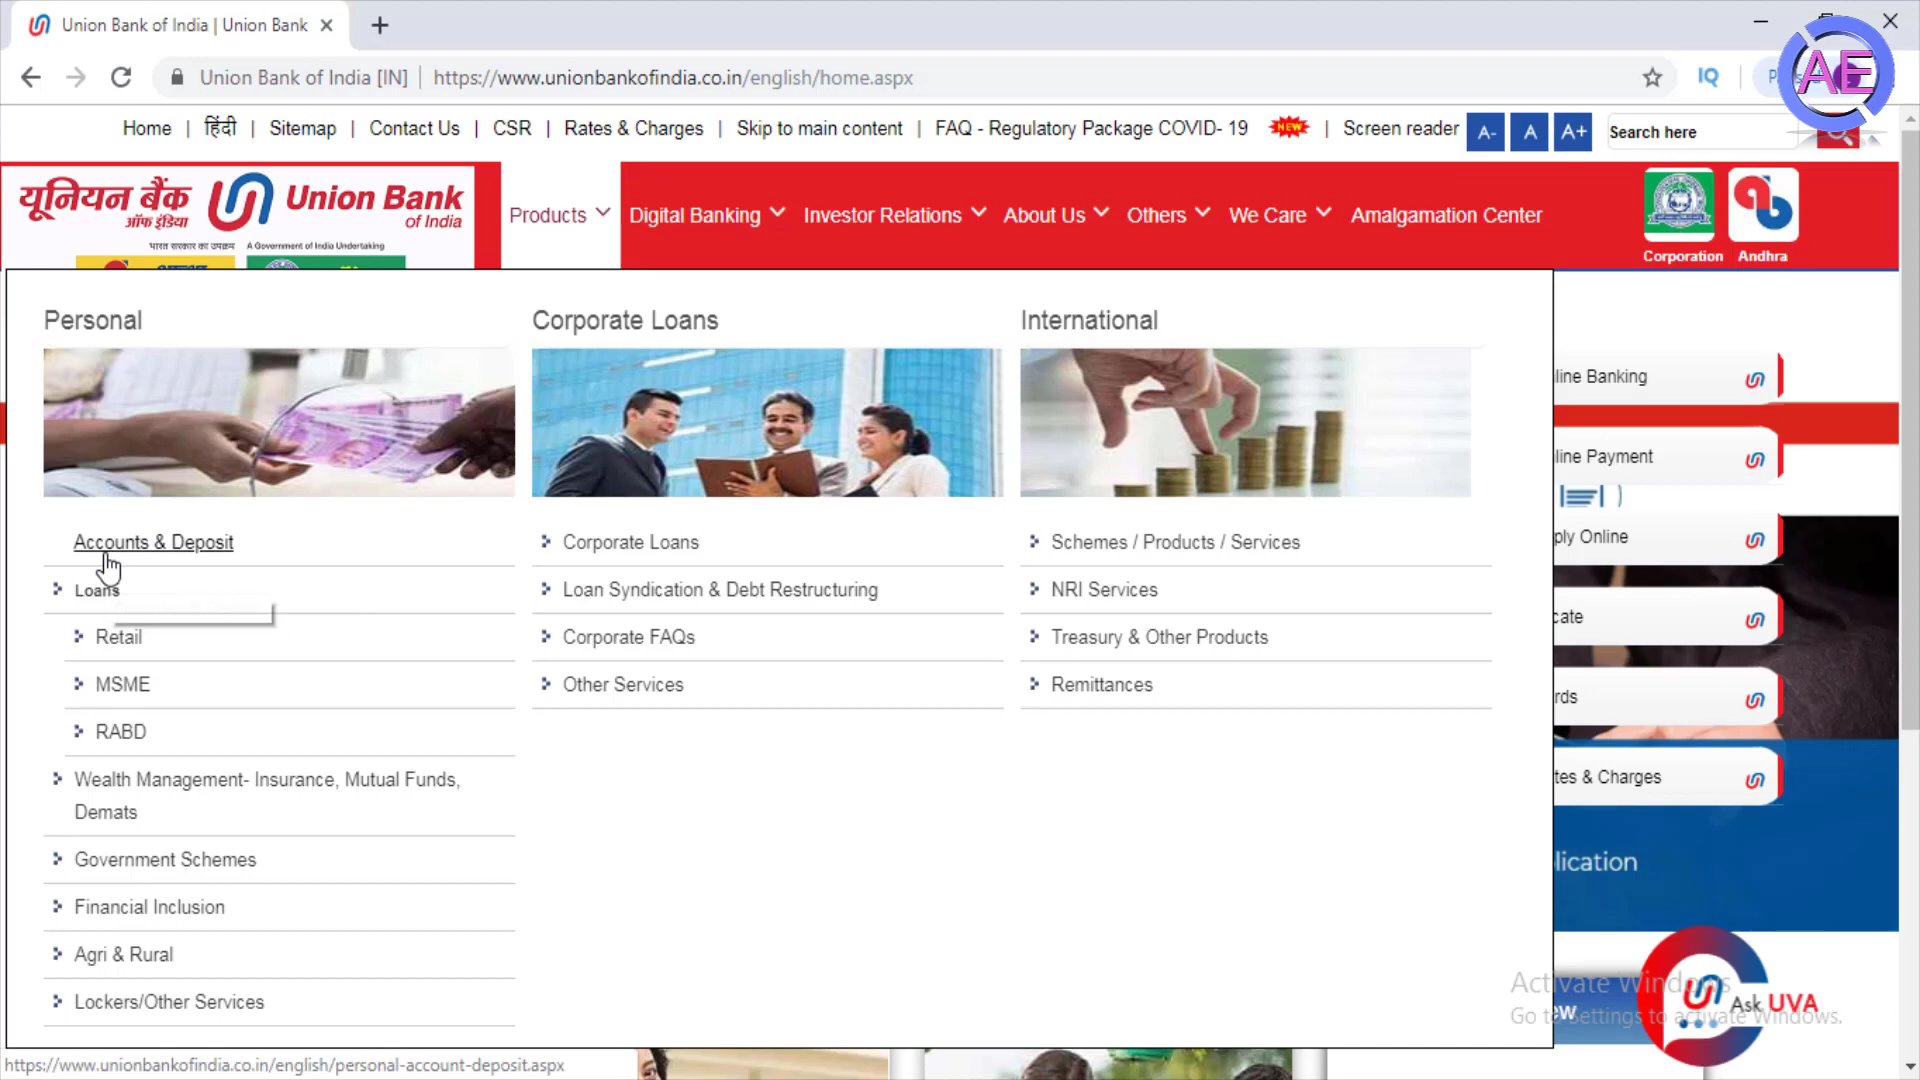 Union Bank of India | Union Bank
Union Bank of India [IN] | https://www.unionbankofindia.co.in/english/home.aspx
IQ
AE
Home | हिंदी | Sitemap | Contact Us | CSR | Rates & Charges | Skip to main content | FAQ - Regulatory Package COVID- 19 NEW | Screen reader A- A A+ Search here
यूनियन बैंक Union Bank
ऑफ इंडिया of India
भारत सरकार का उपक्रम A Government of India Undertaking
Products Digital Banking Investor Relations About Us Others We Care Amalgamation Center
Corporation Andhra
Personal Corporate Loans International
Accounts & Deposit
Loans
Retail
MSME
RABD
Wealth Management- Insurance, Mutual Funds,
Demats
Government Schemes
Financial Inclusion
Agri & Rural
Lockers/Other Services
Corporate Loans
Loan Syndication & Debt Restructuring
Corporate FAQs
Other Services
Schemes / Products / Services
NRI Services
Treasury & Other Products
Remittances
line Banking
line Payment
ply Online
cate
rds
tes & Charges
lication
Activate Windows
Go to Settings to activate Windows.
ew
Ask UVA
https://www.unionbankofindia.co.in/english/personal-account-deposit.aspx